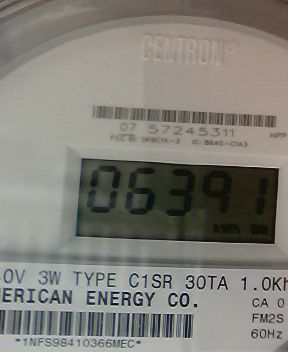 CENTRON®
07 57245311
06391
kWh
0V 3W TYPE C1SR 30TA 1.0Kh
ERICAN ENERGY CO.
CA 0
FM2S
60Hz
*1NFS98410366MEC*